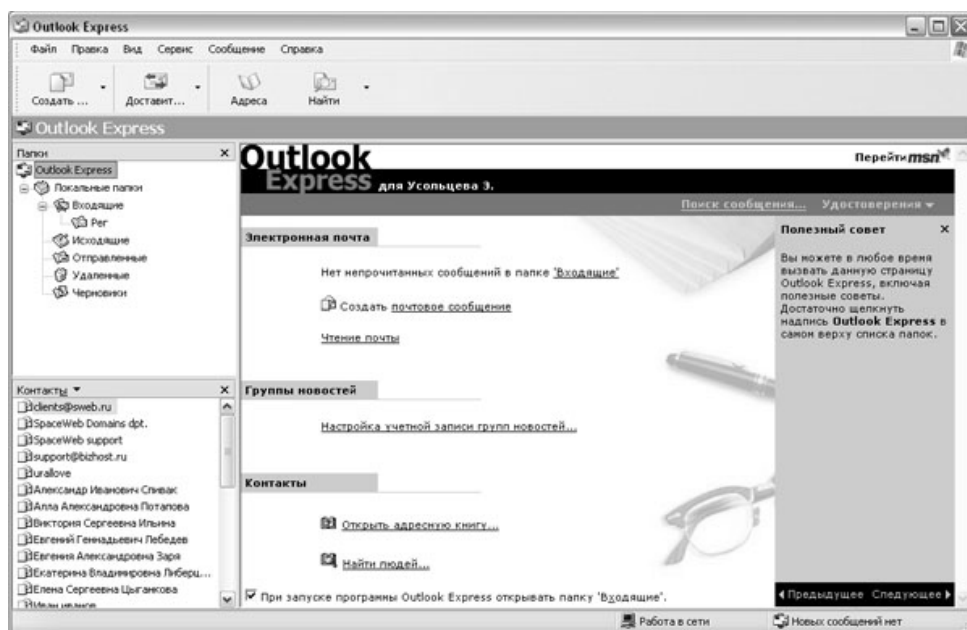 Outlook Express
Файл Правка Вид Сервис Сообщение Справка
Создать ... Доставит... Адреса Найти
Outlook Express
Папки
Outlook Express
Локальные папки
Входящие
Рег
Исходящие
Отправленные
Удаленные
Черновики
Контакты
clients@sweb.ru
SpaceWeb Domains dpt.
SpaceWeb support
support@bizhost.ru
urallove
Александр Иванович Спивак
Алла Александровна Потапова
Виктория Сергеевна Ильина
Евгений Геннадьевич Лебедев
Евгения Александровна Заря
Екатерина Владимировна Либерц...
Елена Сергеевна Цыганкова
Outlook
Express для Усольцева З.
Перейти msn
Поиск сообщения... Удостоверения
Электронная почта
Нет непрочитанных сообщений в папке 'Входящие'
Создать почтовое сообщение
Чтение почты
Группы новостей
Настройка учетной записи групп новостей...
Контакты
Открыть адресную книгу...
Найти людей...
При запуске программы Outlook Express открывать папку 'Входящие'.
Полезный совет
Вы можете в любое время
вызвать данную страницу
Outlook Express, включая
полезные советы.
Достаточно щелкнуть
надпись Outlook Express в
самом верху списка папок.
Предыдущее Следующее
Работа в сети
Новых сообщений нет